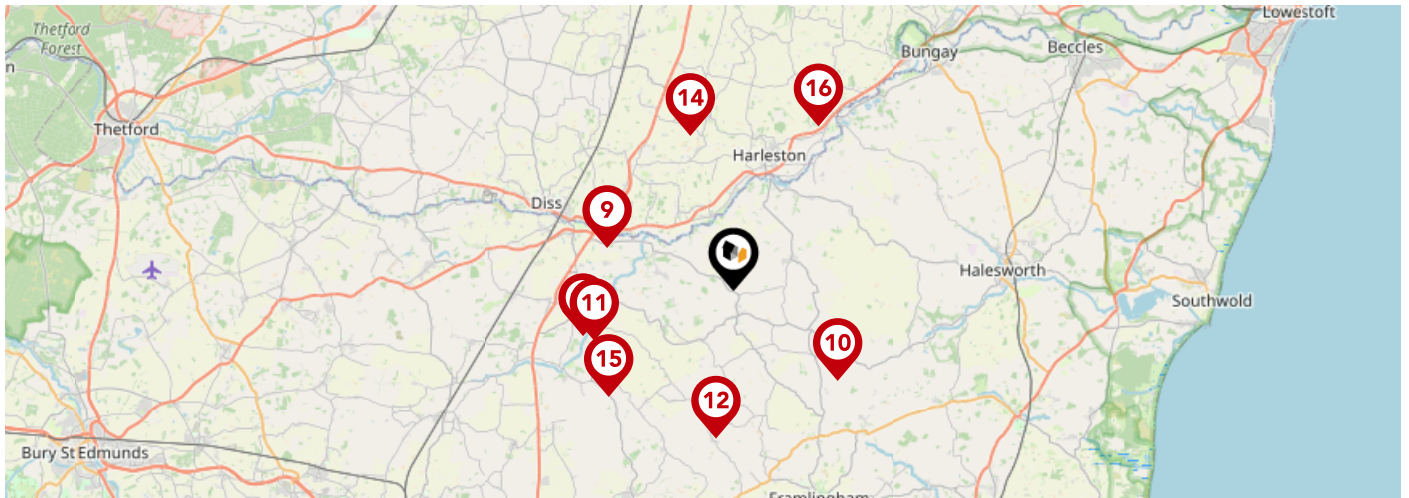 Lowestoft
Thetford
Forest
Bungay
Beccles
n
14
16
Thetford
Harleston
Diss
9
Halesworth
11
Southwold
10
15
12
Bury St Edmunds
Framlingham